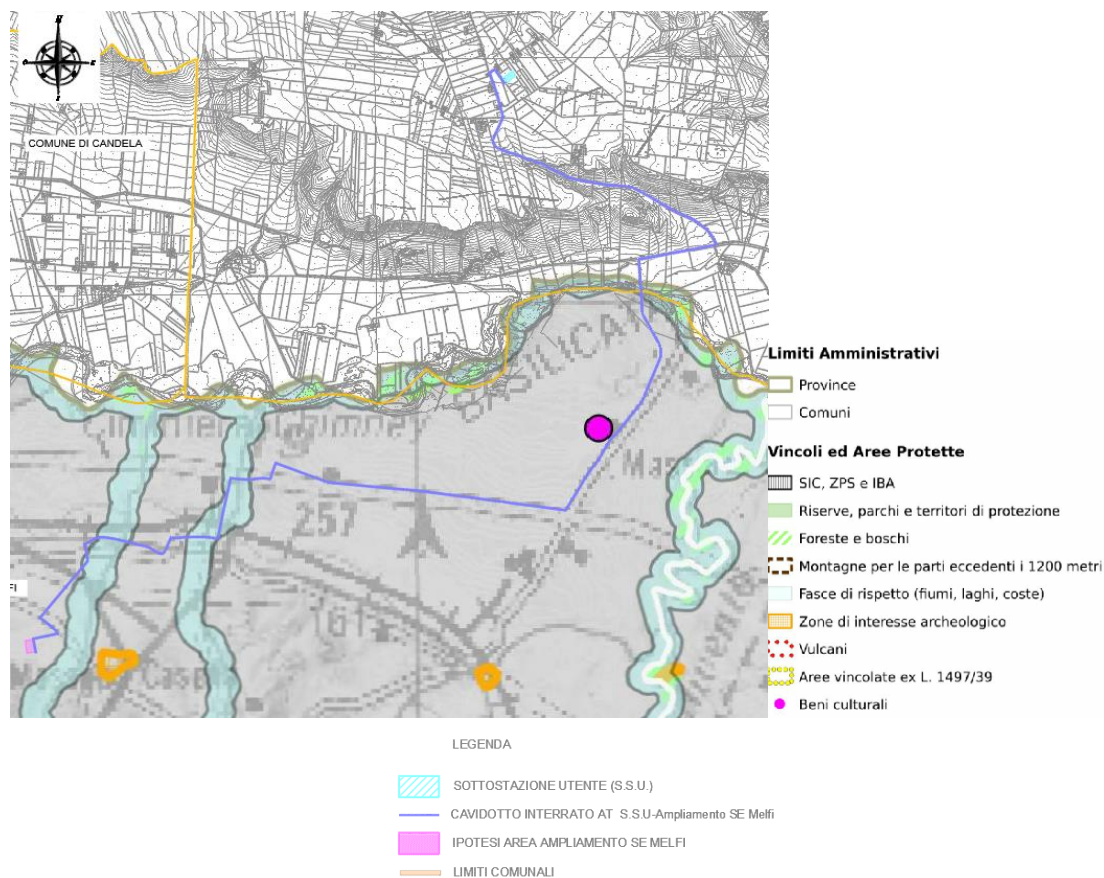 COMUNE DI CANDELA
257
161
Mas
Case
FI
Limiti Amministrativi
Province
Comuni
Vincoli ed Aree Protette
SIC, ZPS e IBA
Riserve, parchi e territori di protezione
Foreste e boschi
Montagne per le parti eccedenti i 1200 metri
Fasce di rispetto (fiumi, laghi, coste)
Zone di interesse archeologico
Vulcani
Aree vincolate ex L. 1497/39
Beni culturali
LEGENDA
SOTTOSTAZIONE UTENTE (S.S.U.)
CAVIDOTTO INTERRATO AT S.S.U-Ampliamento SE Melfi
IPOTESI AREA AMPLIAMENTO SE MELFI
LIMITI COMUNALI